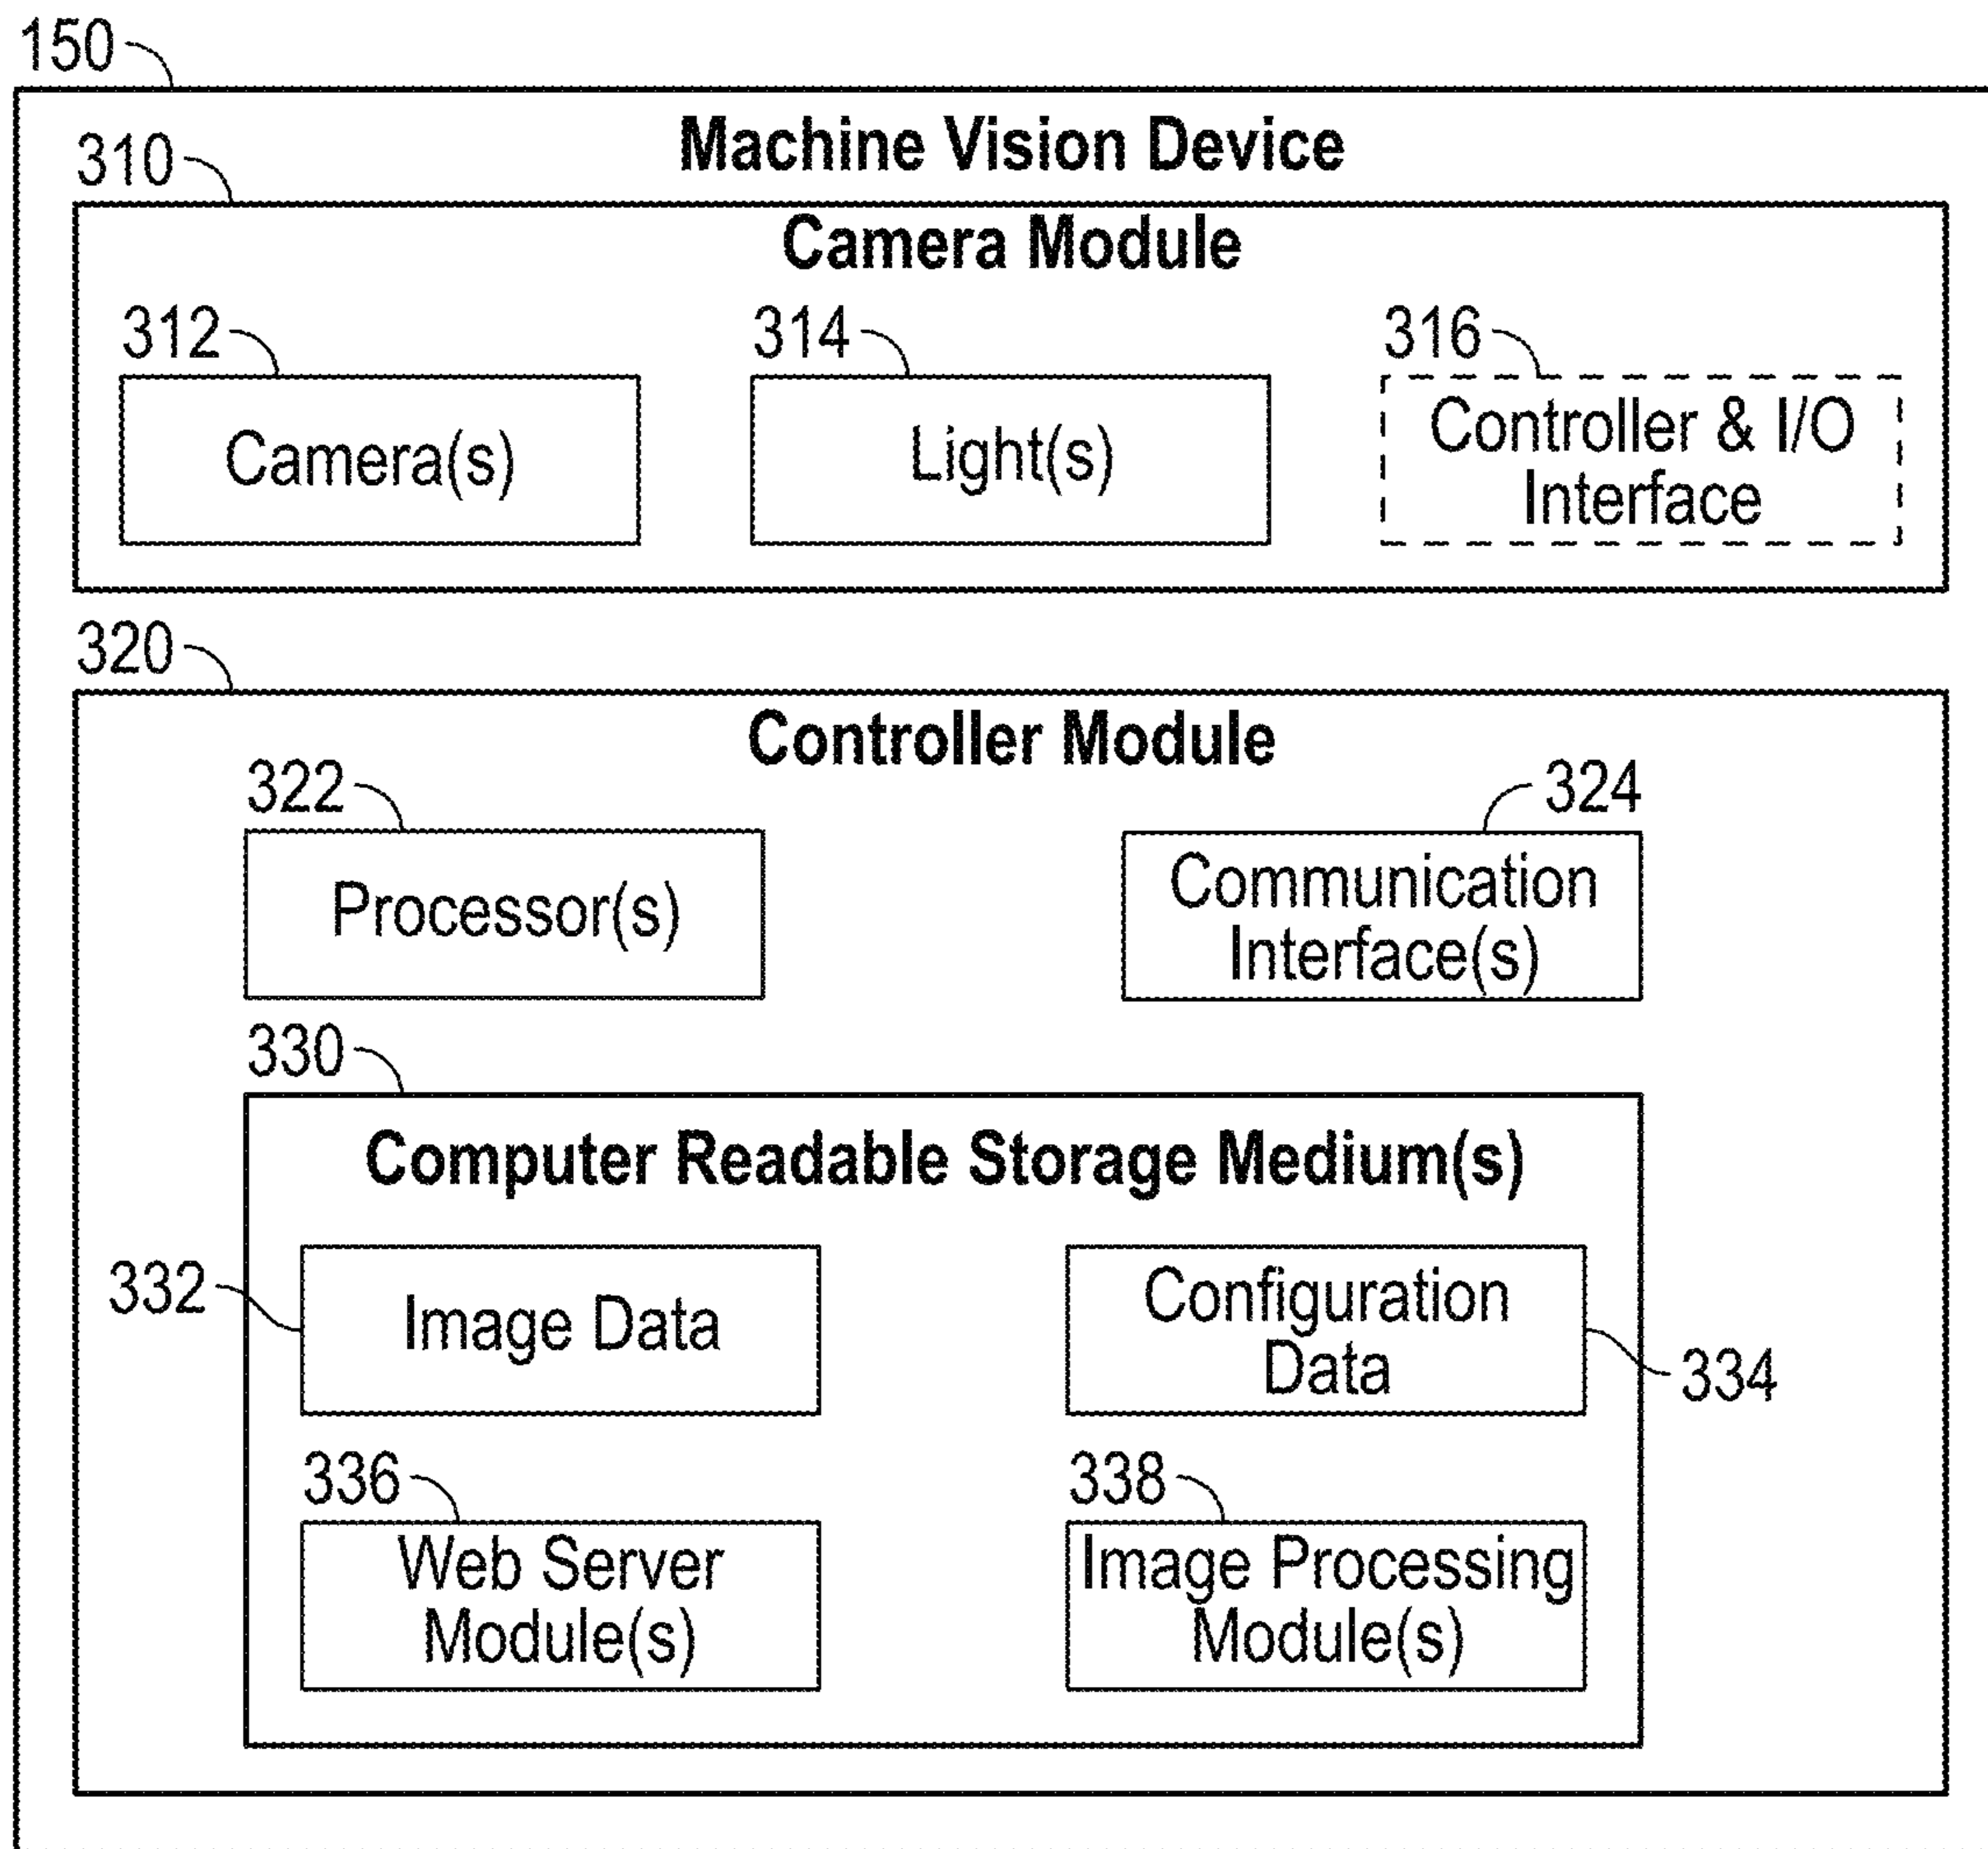 150
Machine Vision Device
310
Camera Module
312
314
316
Camera(s)
Light(s)
Controller & I/O
Interface
320
Controller Module
322
324
Processor(s)
Communication
Interface(s)
330
Computer Readable Storage Medium(s)
332
Image Data
Configuration
Data
334
336
338
Web Server
Module(s)
Image Processing
Module(s)